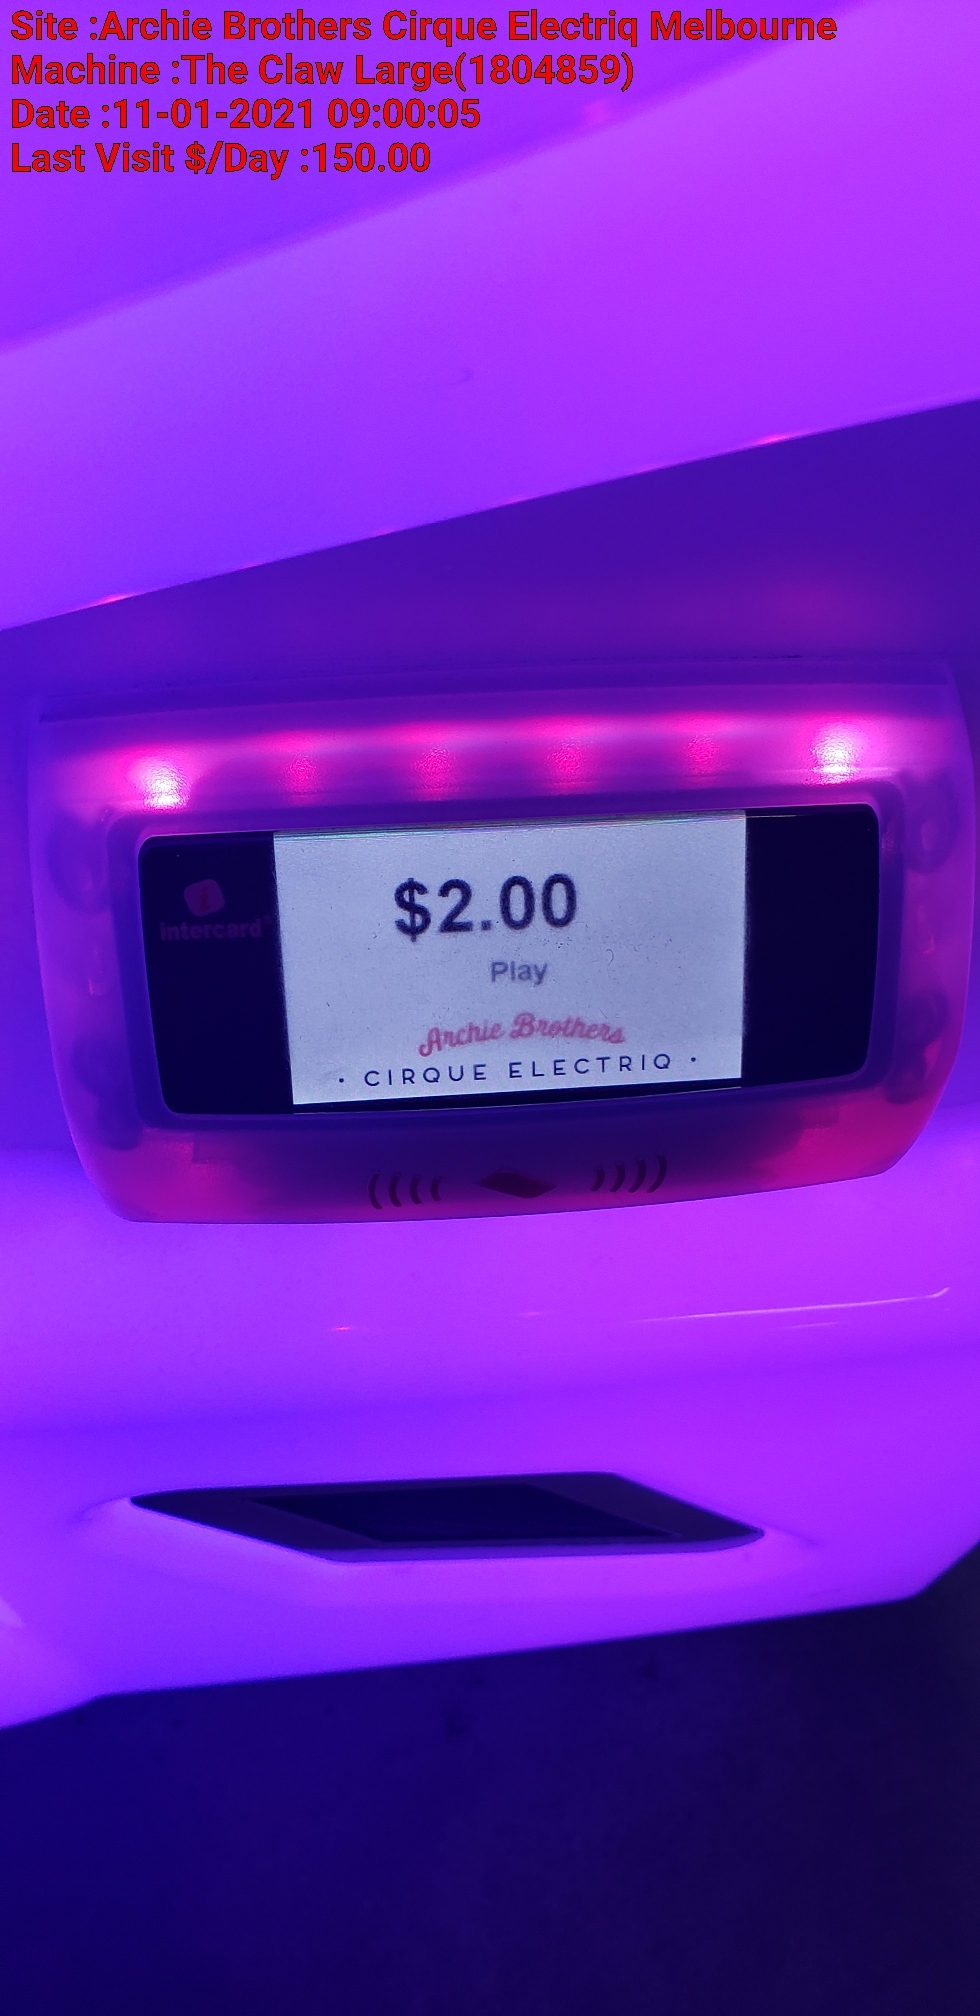 Site :Archie Brothers Cirque Electriq Melbourne
Machine :The Claw Large(1804859)
Date :11-01-2021 09:00:05
Last Visit $/Day :150.00
intercard
$2.00
Play
Archie Brothers
· CIRQUE ELECTRIQ ·